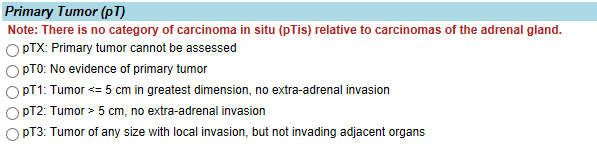 Primary Tumor (pT)
Note: There is no category of carcinoma in situ (pTis) relative to carcinomas of the adrenal gland.
pTX: Primary tumor cannot be assessed
pT0: No evidence of primary tumor
pT1: Tumor <= 5 cm in greatest dimension, no extra-adrenal invasion
pT2: Tumor > 5 cm, no extra-adrenal invasion
pT3: Tumor of any size with local invasion, but not invading adjacent organs